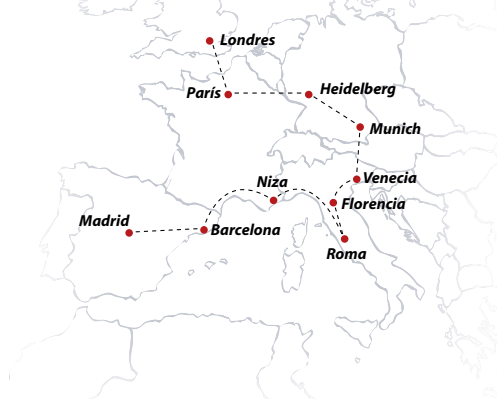 Londres
París
Heidelberg
Munich
Venecia
Niza
Florencia
Madrid
Barcelona
Roma